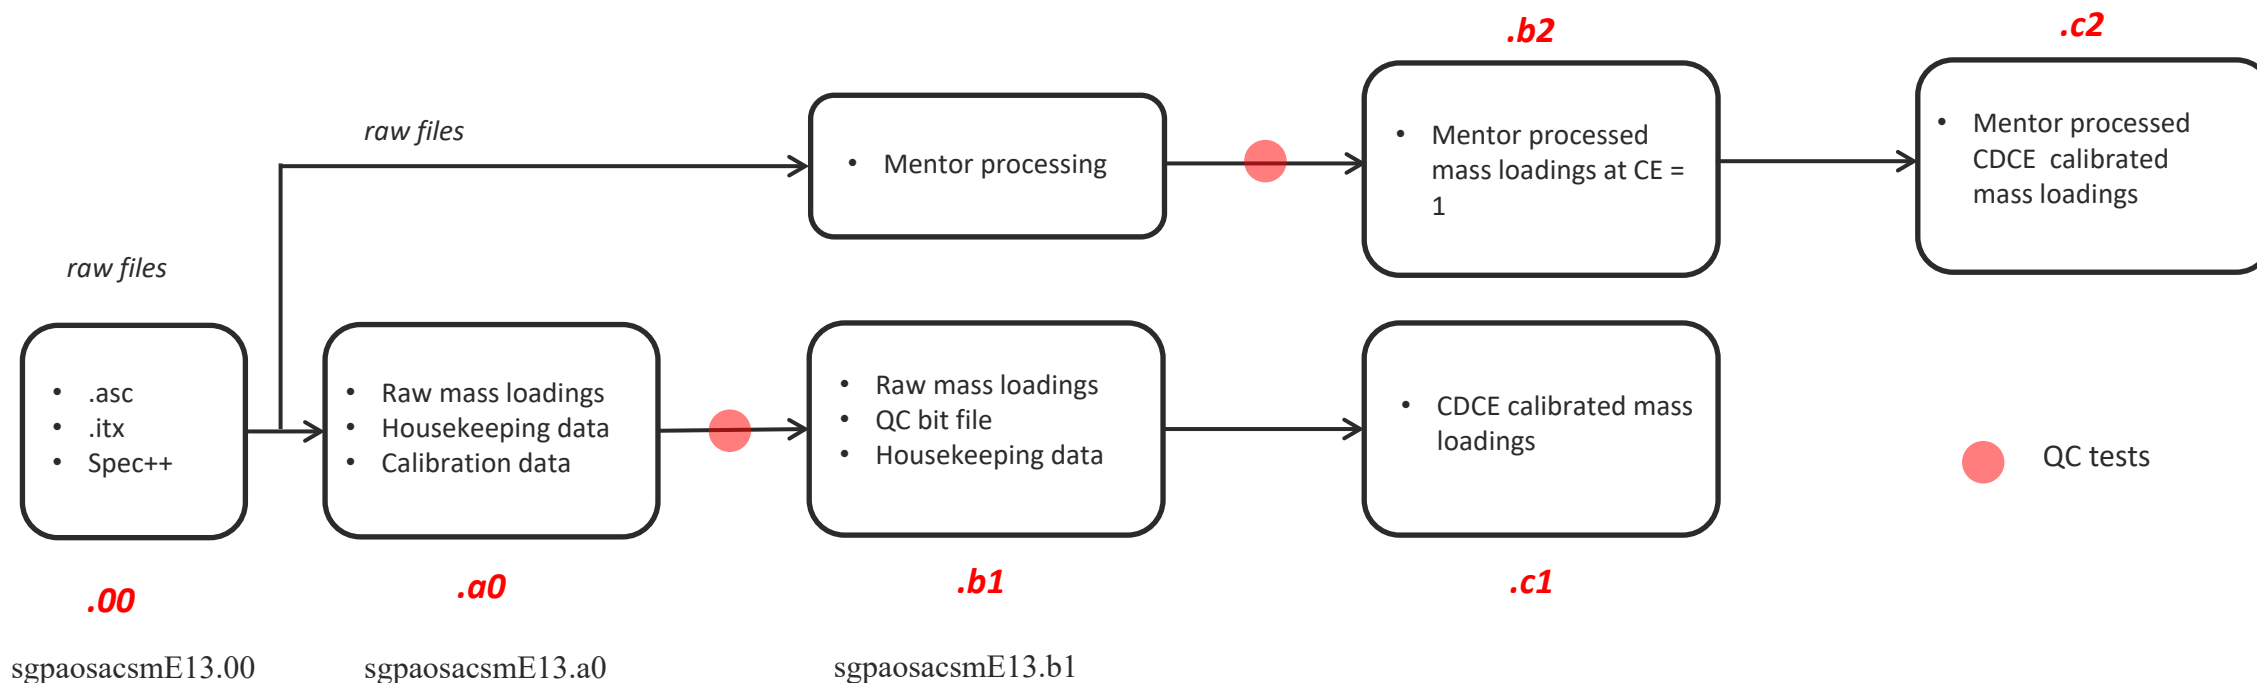 .b2
.c2
raw files
• Mentor processing
• Mentor processed
mass loadings at CE =
1
• Mentor processed
CDCE calibrated
mass loadings
raw files
• .asc
• .itx
• Spec++
• Raw mass loadings
• Housekeeping data
• Calibration data
• Raw mass loadings
• QC bit file
• Housekeeping data
• CDCE calibrated mass
loadings
QC tests
.00
.a0
.b1
.c1
sgpaosacsmE13.00
sgpaosacsmE13.a0
sgpaosacsmE13.b1